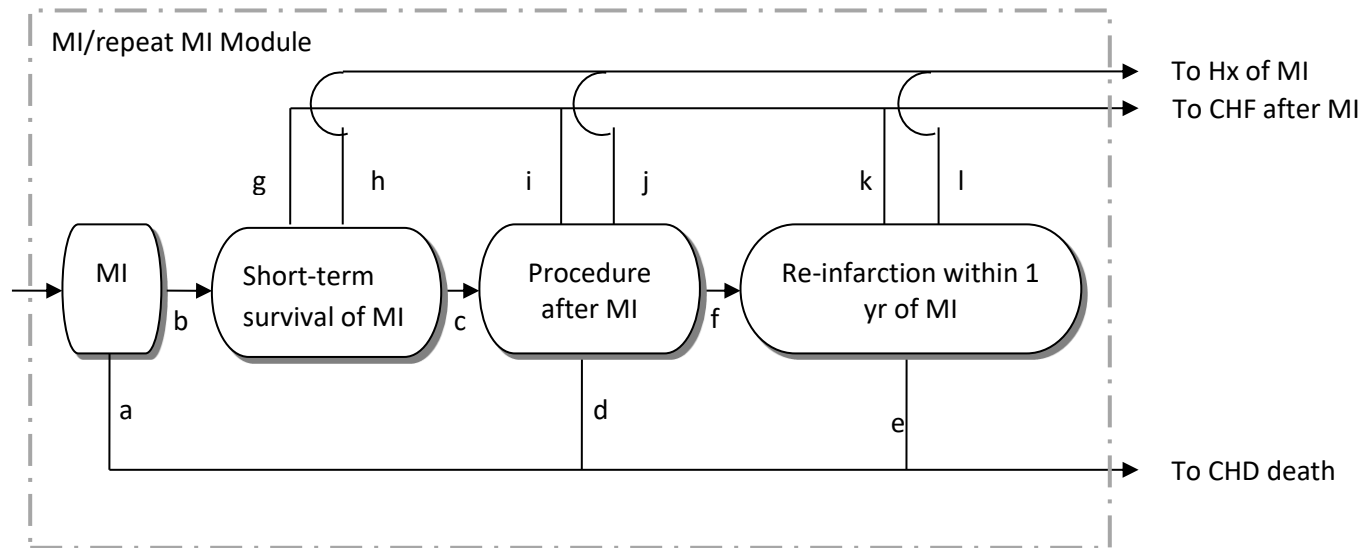 MI/repeat MI Module
To Hx of MI
To CHF after MI
g
h
i
j
k
l
MI
Short-term
survival of MI
Procedure
after MI
Re-infarction within 1
yr of MI
b
c
f
a
d
e
To CHD death